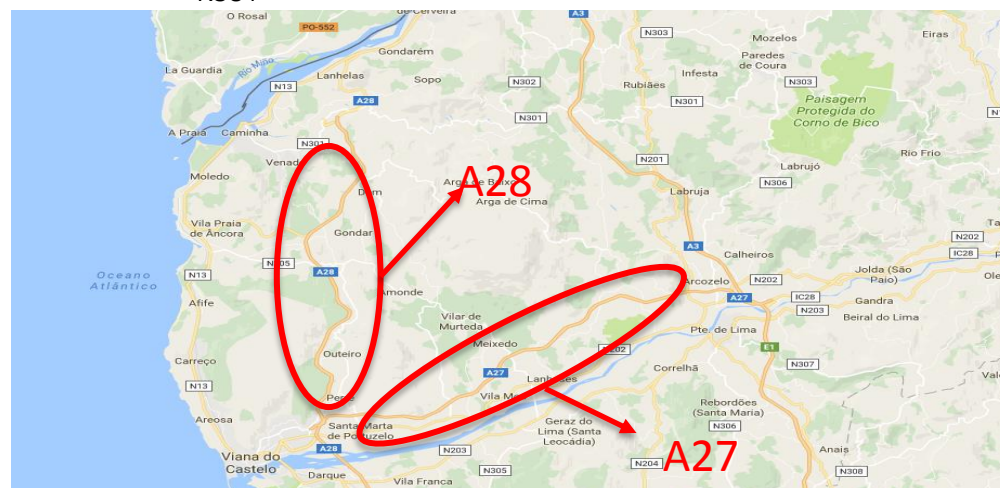 O Rosal
de Cerveira
A3
PO-552
N303
Mozelos
Eiras
Gondarém
Paredes
de Coura
La Guardia
Rio Miño
Lanhelas
Sopo
N302
Rubiães
Infesta
N303
N13
A28
N301
Paisagem
Protegida do
Corno de Bico
N301
A Praia
Caminha
N301
Rio Frio
Venade
N201
Labrujó
Moledo
Arga de Baixo
N306
A28
Dem
Arga de Cima
Labruja
Vila Praia
de Âncora
Gondar
N202
A3
IC28
Calheiros
N305
Oceano
Atlântico
N13
A28
Arcozelo
N202
Jolda (São
Paio)
Amonde
A27
IC28
Gandra
Afife
N203
Vilar de
Murteda
Beiral do Lima
Pte. de Lima
Meixedo
E1
Carreço
Outeiro
N202
Correlhã
N307
A27
N13
Vila
Perre
Rebordões
(Santa Maria)
Areosa
Santa Marta
de Portuzelo
Geraz do
Lima (Santa
Leocádia)
N306
Anais
Viana do
Castelo
A28
N203
N305
N204
A27
N308
Darque
Vila Franca